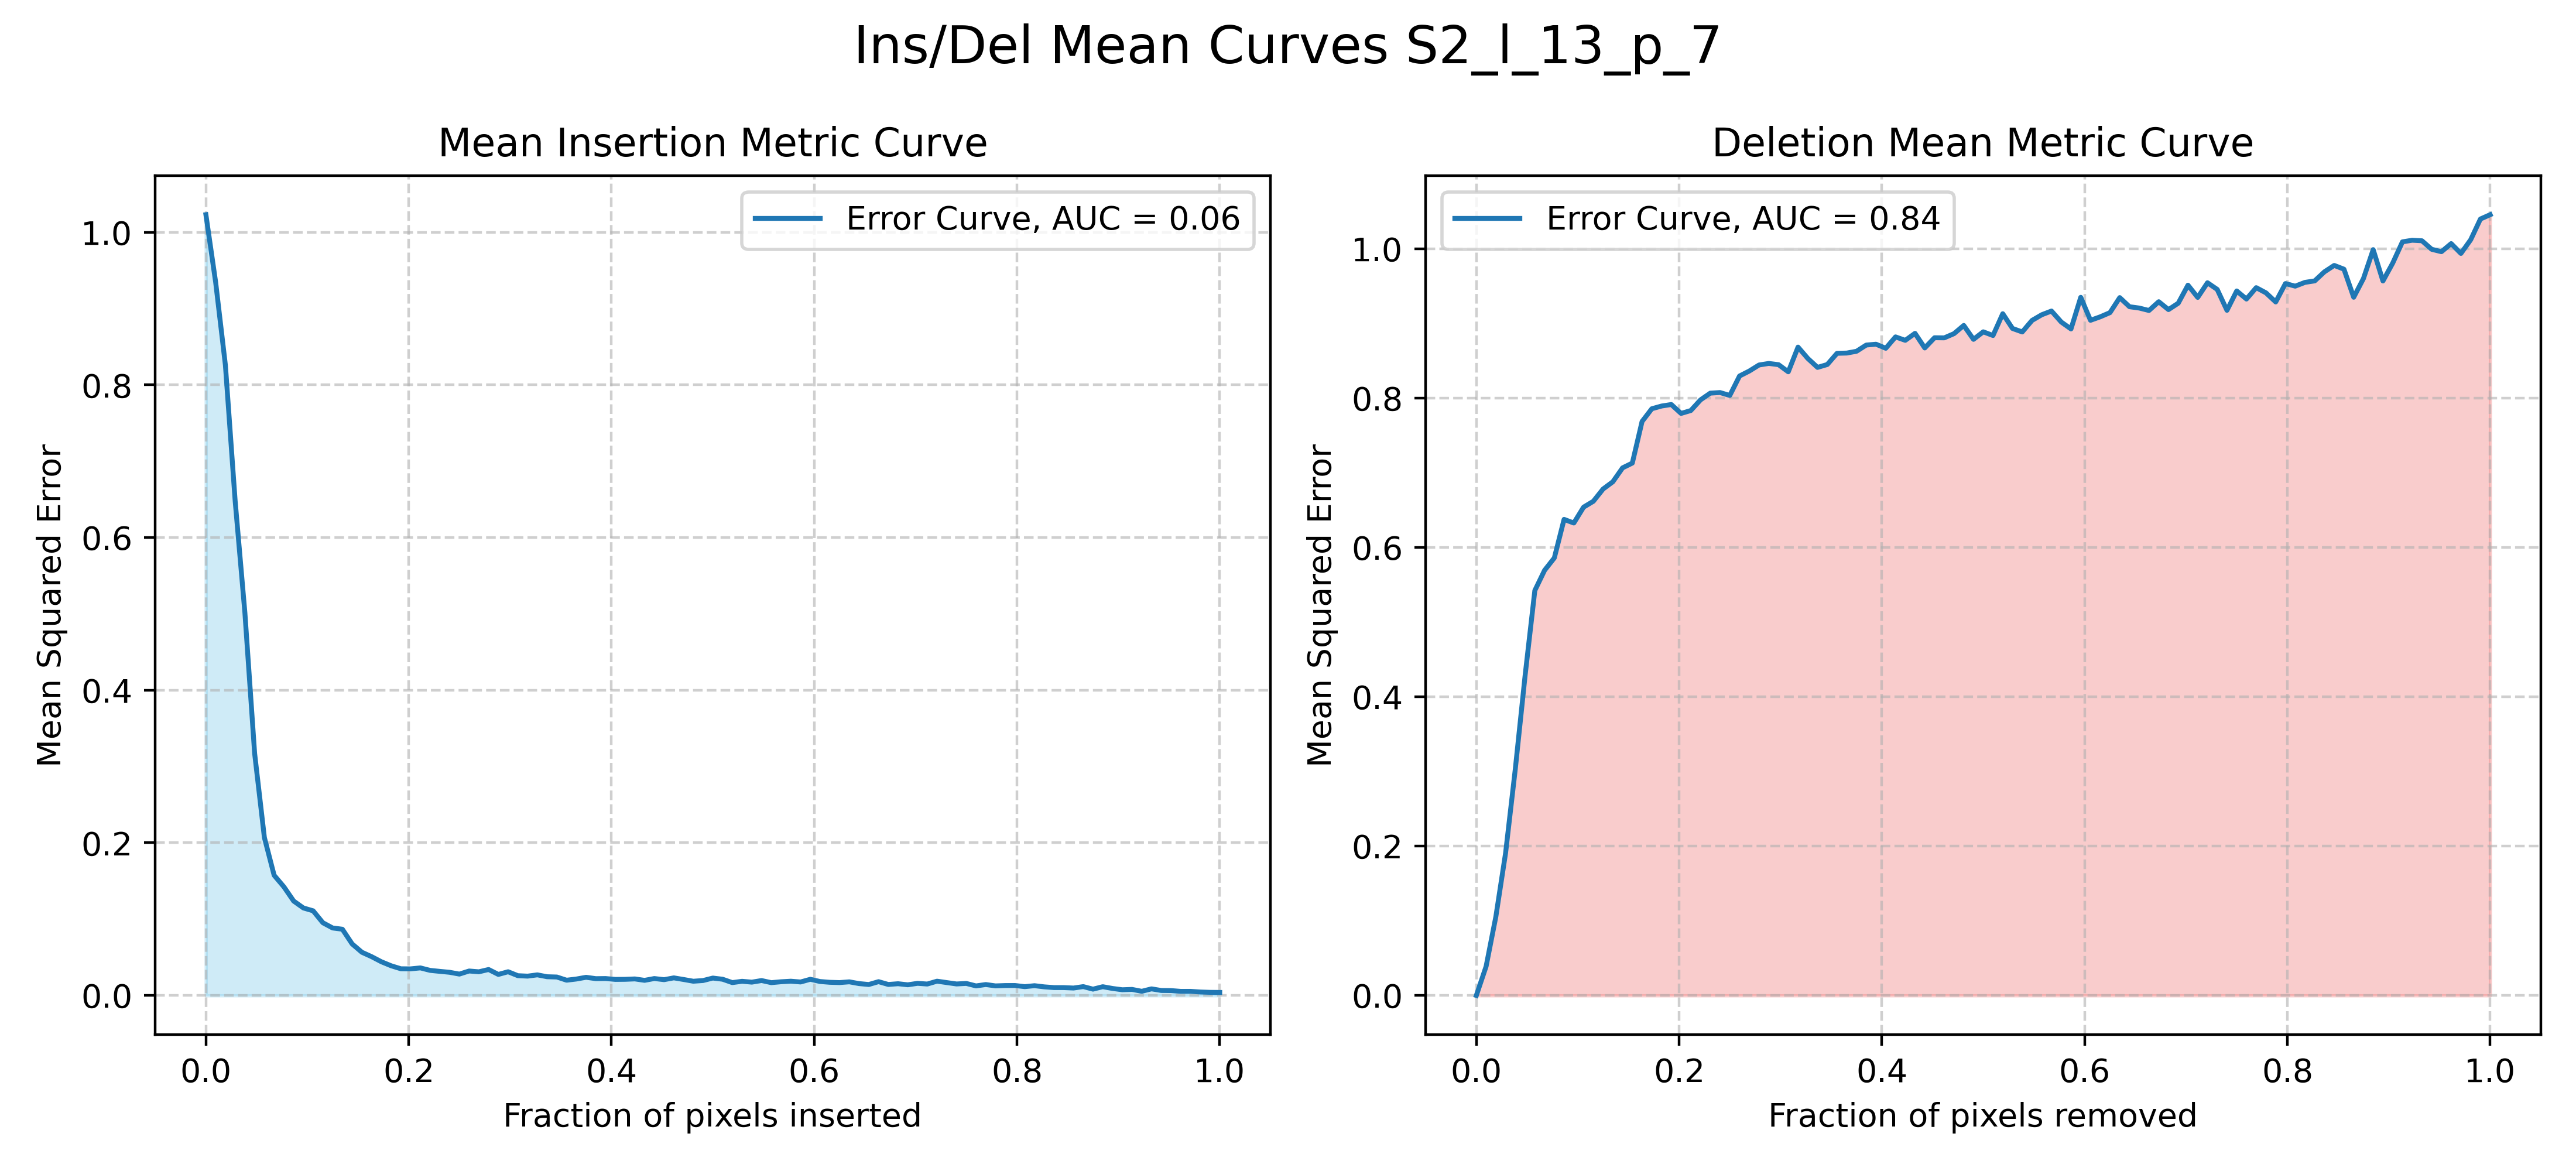 Ins/Del Mean Curves S2_l_13_p_7
Mean Insertion Metric Curve
Error Curve, AUC = 0.06
Mean Squared Error
1.0
0.8
0.6
0.4
0.2
0.0
0.0 0.2 0.4 0.6 0.8 1.0
Fraction of pixels inserted
Deletion Mean Metric Curve
Error Curve, AUC = 0.84
Mean Squared Error
1.0
0.8
0.6
0.4
0.2
0.0
0.0 0.2 0.4 0.6 0.8 1.0
Fraction of pixels removed